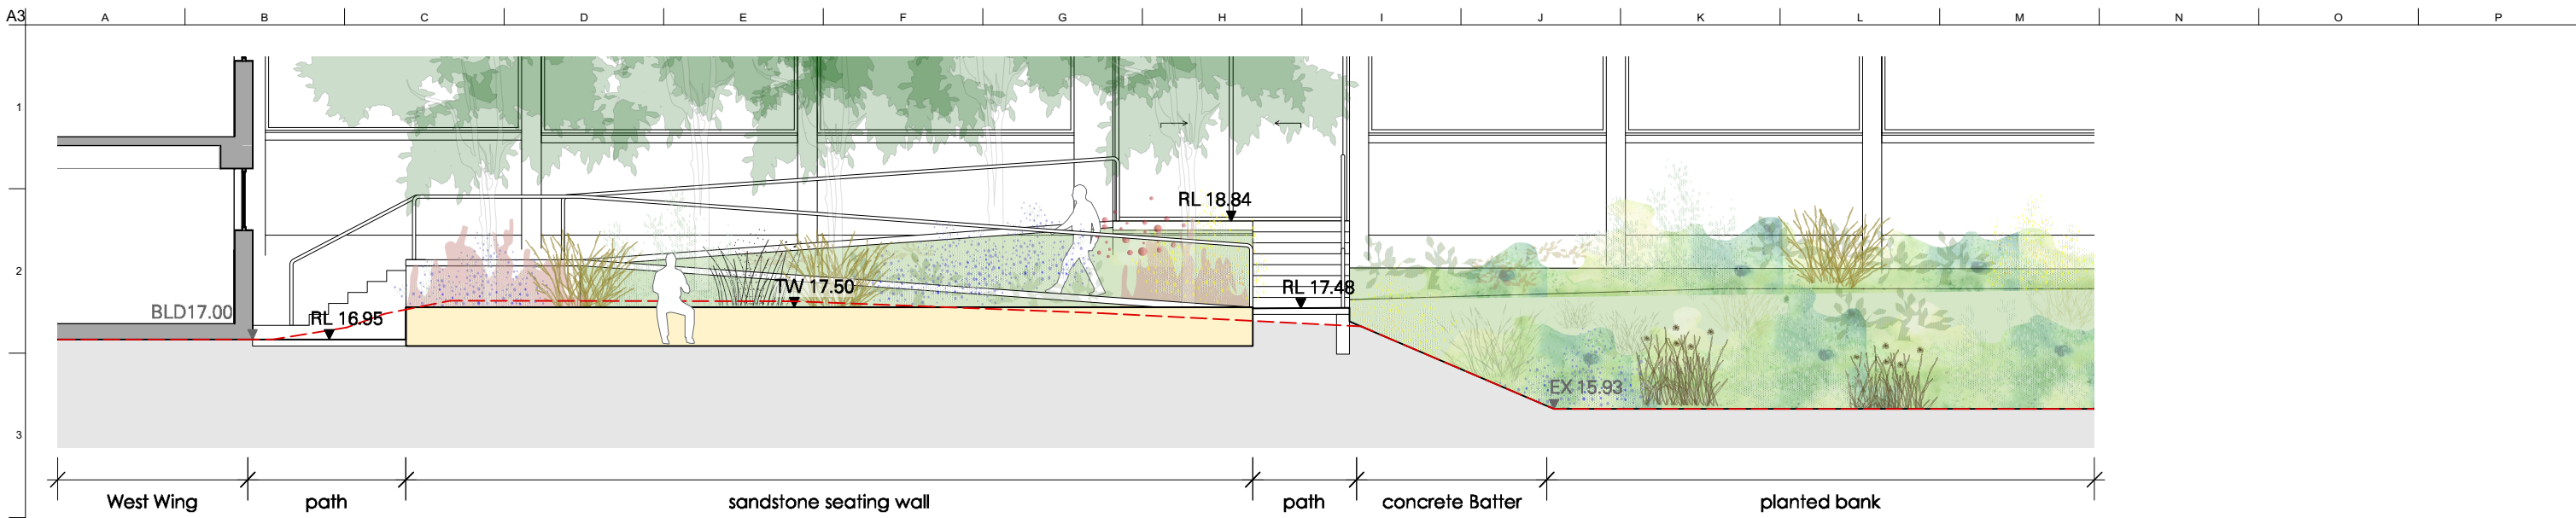 A3 A B C D E F G H I J K L M N O P
1
RL 18.84
2
TW 17.50
RL 17.48
BLD17.00
RL 16.95
EX 15.93
3
West Wing path sandstone seating wall path concrete Batter planted bank